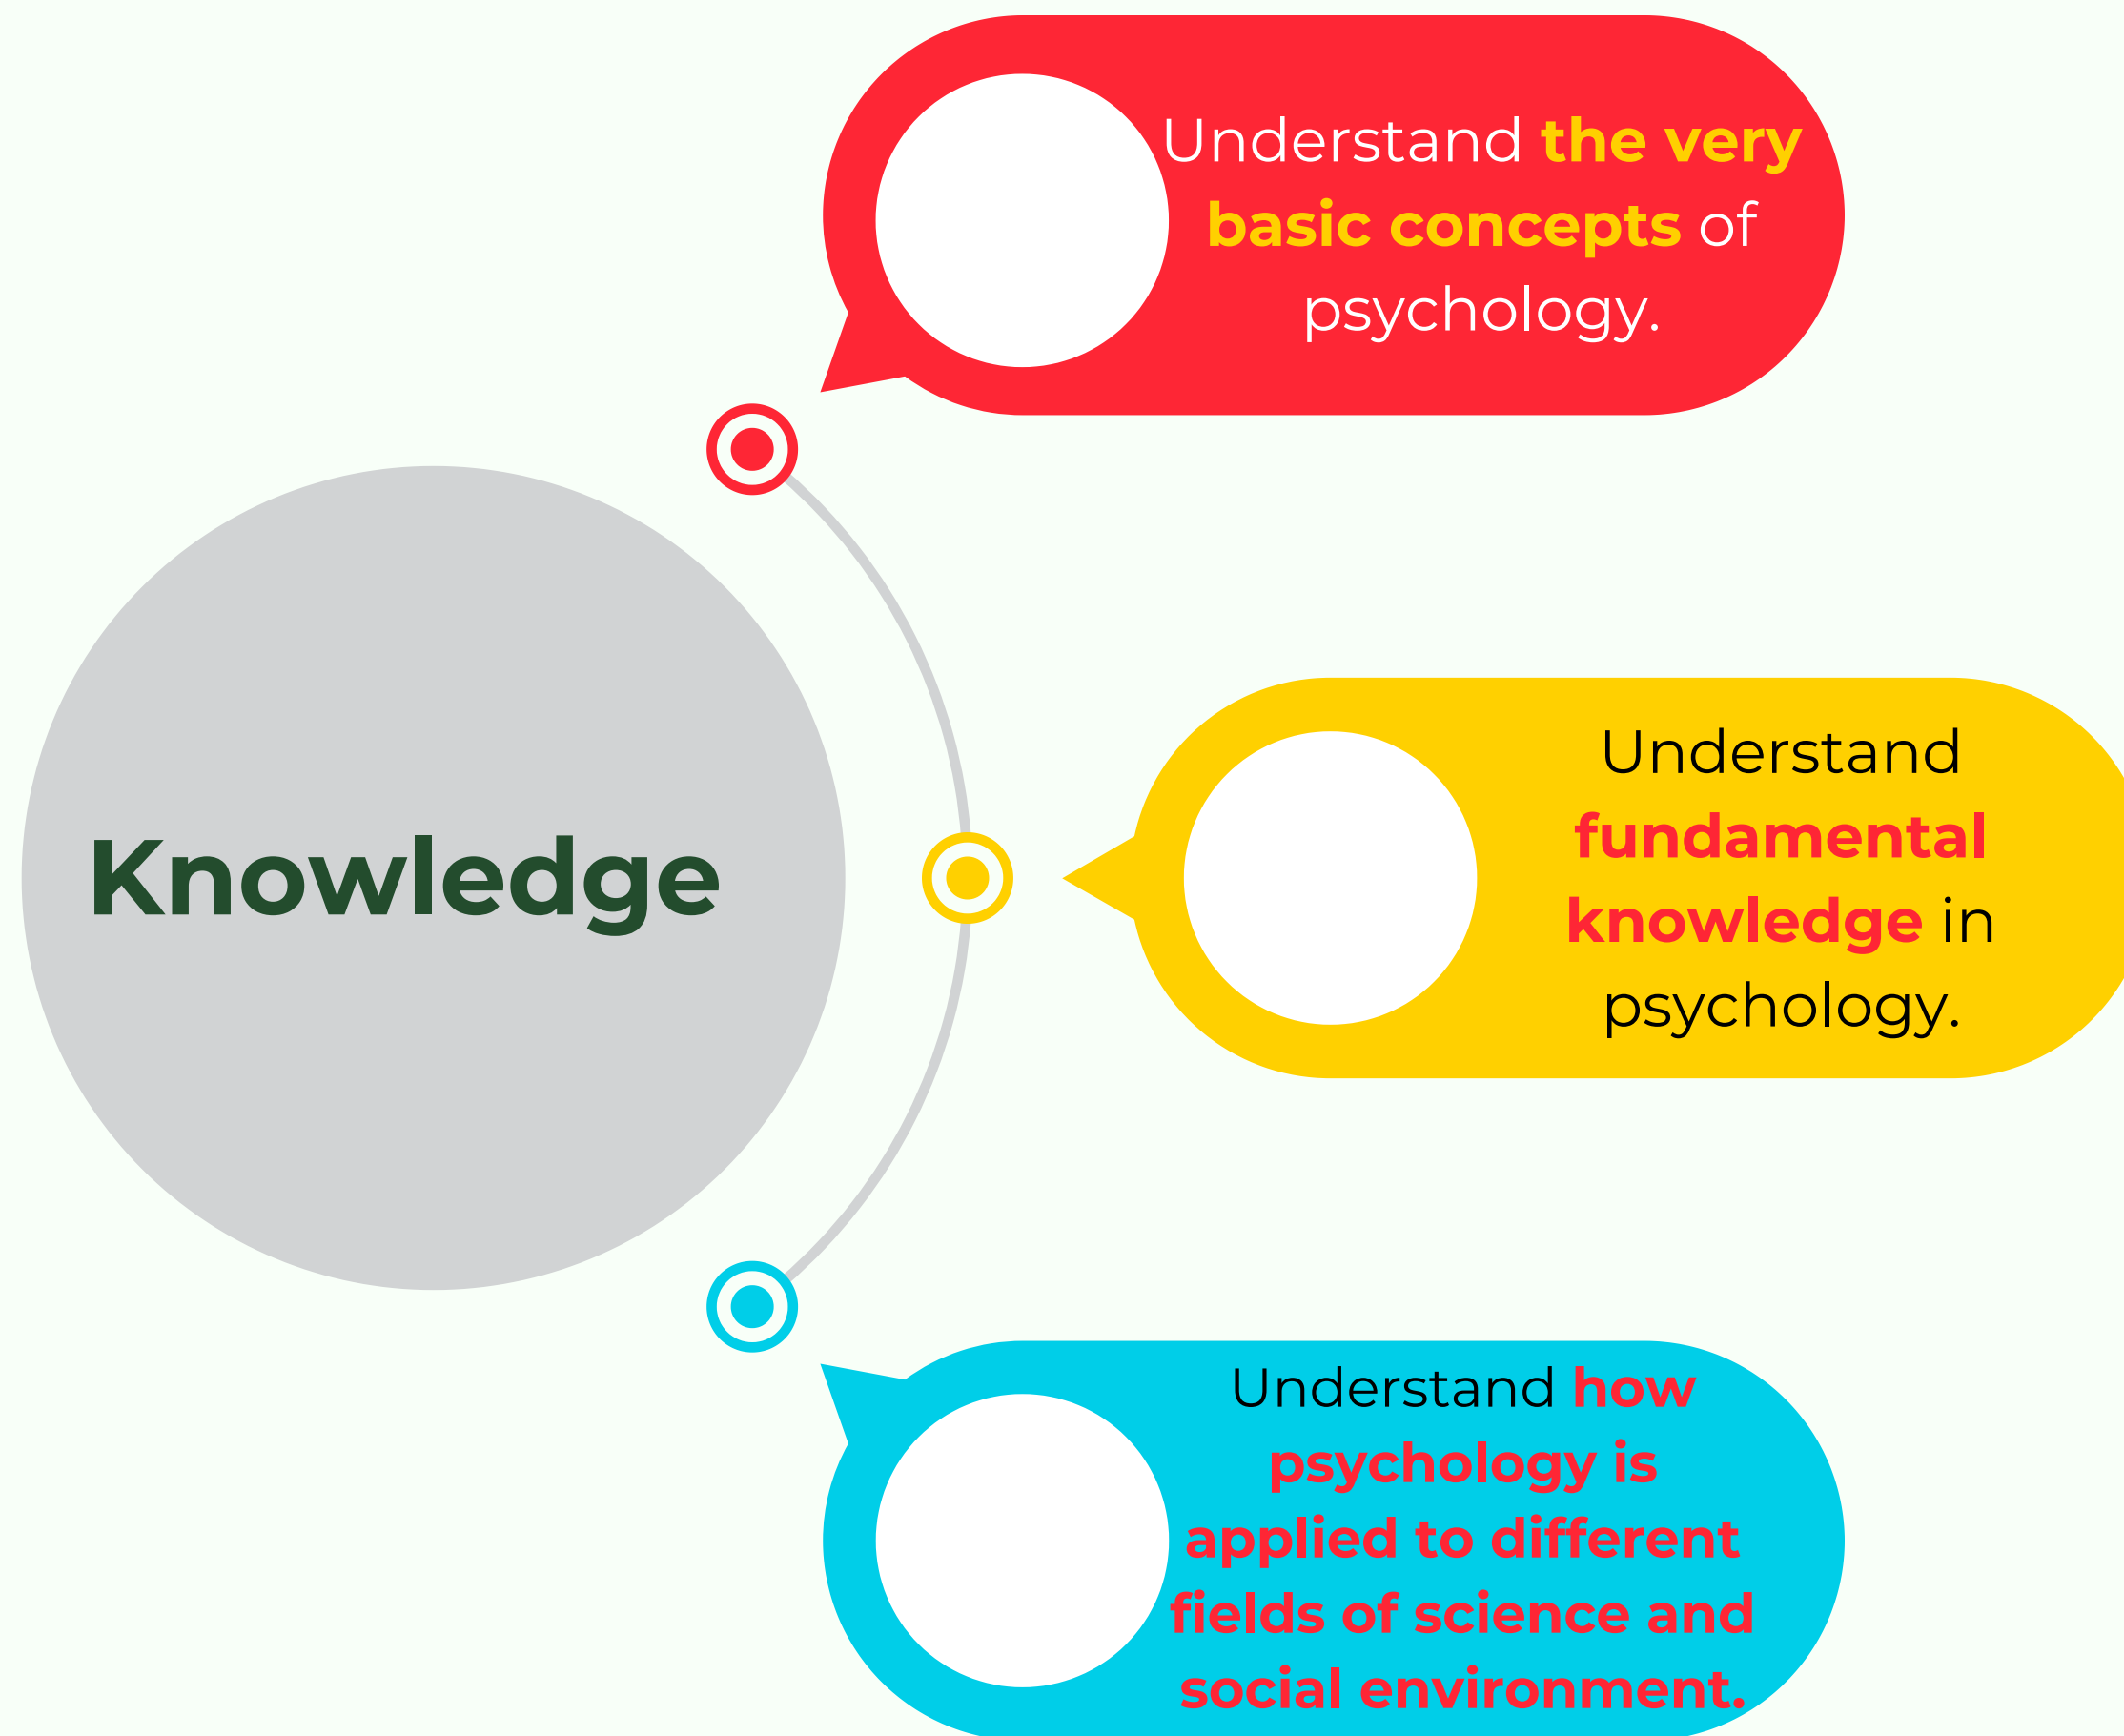 Understand the very
basic concepts of
psychology.
Knowledge
Understand
fundamental
knowledge in
psychology.
Understand how
psychology is
applied to different
fields of science and
social environment.